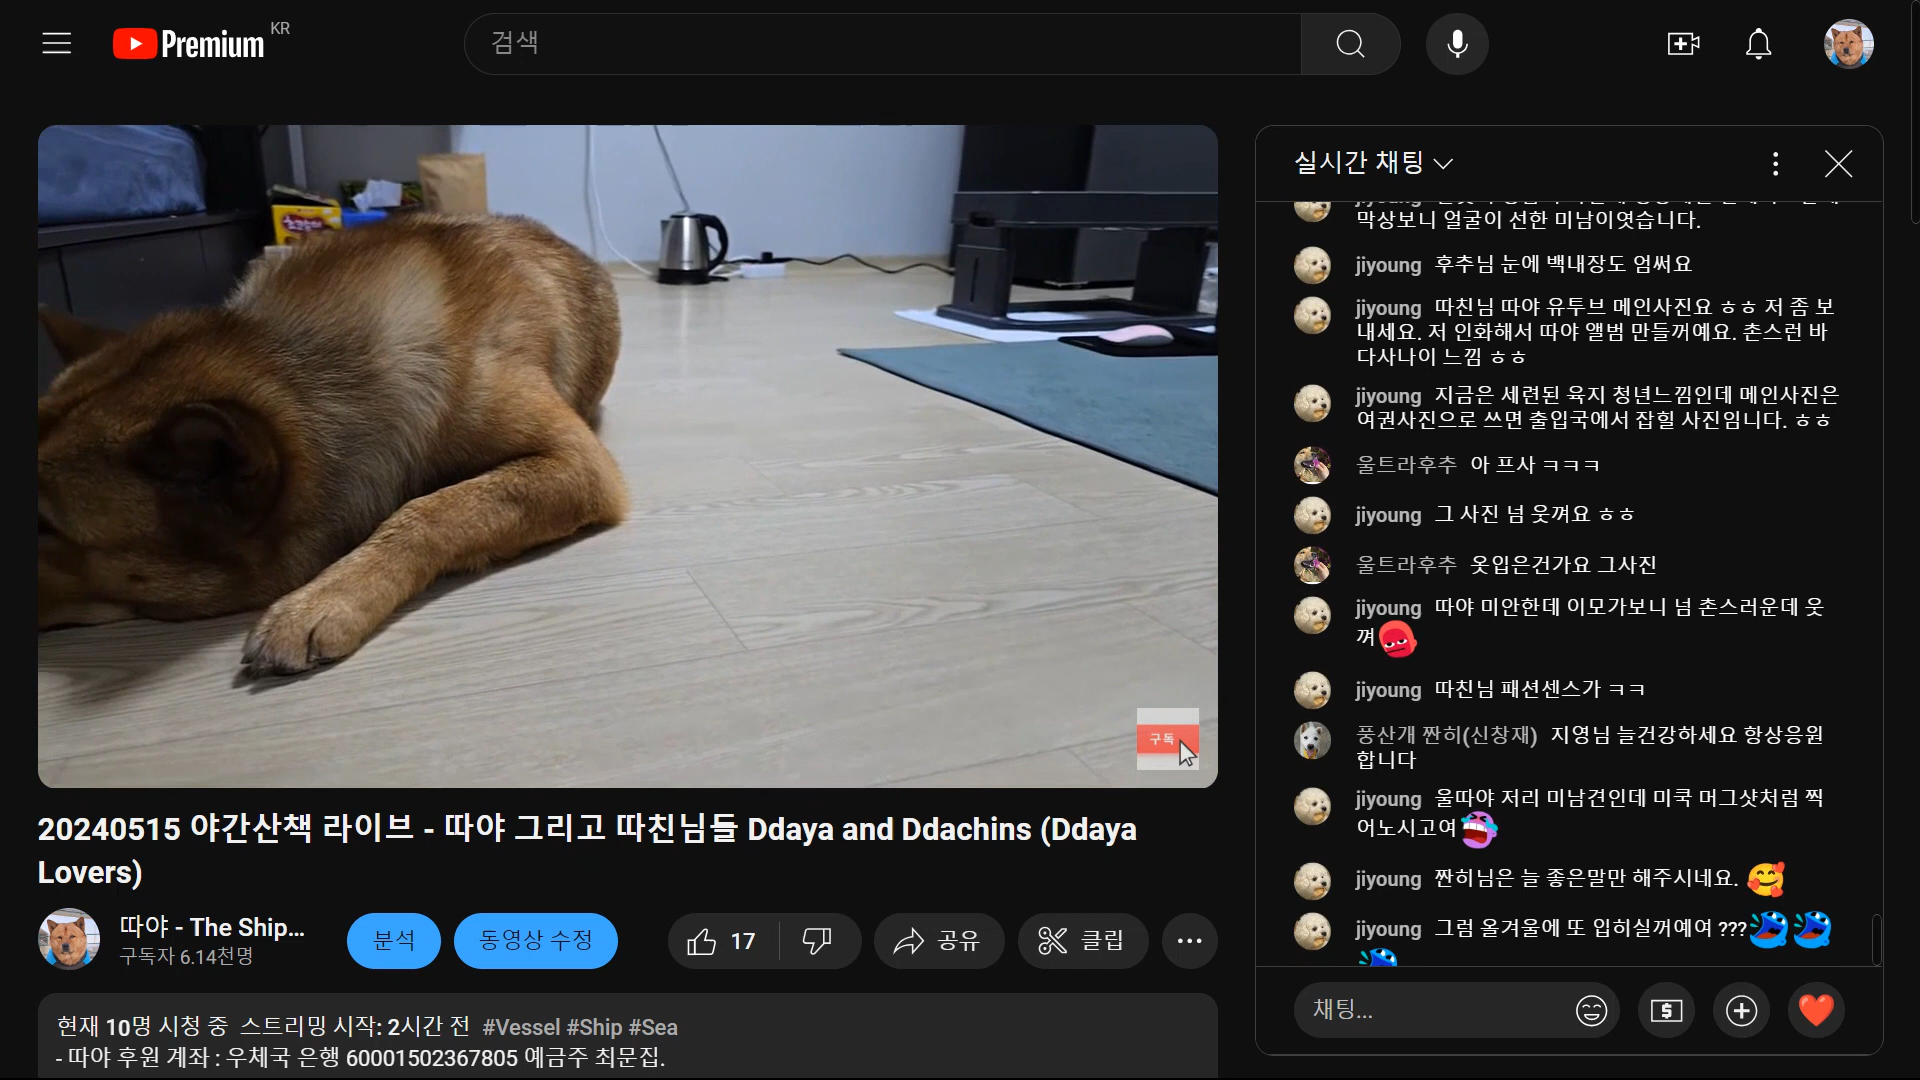 Premium KR
검색
실시간 채팅
막상보니 얼굴이 선한 미남이엿습니다.
jiyoung 후추님 눈에 백내장도 엄써요
jiyoung 따친님 따야 유투브 메인사진요 ㅎㅎ 저 좀 보
내세요. 저 인화해서 따야 앨범 만들꺼예요. 촌스런 바
다사나이 느낌 ㅎㅎ
jiyoung 지금은 세련된 육지 청년느낌인데 메인사진은
여권사진으로 쓰면 출입국에서 잡힐 사진임니다. ㅎㅎ
울트라후추 아 프사 ㅋㅋㅋ
jiyoung 그 사진 넘 웃껴요 ㅎㅎ
울트라후추 옷입은건가요 그사진
jiyoung 따야 미안한데 이모가보니 넘 촌스러운데 웃
껴
jiyoung 따친님 패션센스가 ㅋㅋ
풍산개 짠히(신창재) 지영님 늘건강하세요 항상응원
합니다
jiyoung 울따야 저리 미남견인데 미쿡 머그샷처럼 찍
어노시고여
jiyoung 짠히님은 늘 좋은말만 해주시네요.
jiyoung 그럼 올겨울에 또 입히실꺼예여 ???
채팅...
구독
20240515 야간산책 라이브 - 따야 그리고 따친님들 Ddaya and Ddachins (Ddaya
Lovers)
따야 - The Ship...
구독자 6.14천명
분석
동영상 수정
17
공유
클립
현재 10명 시청 중 스트리밍 시작: 2시간 전 #Vessel #Ship #Sea
- 따야 후원 계좌 : 우체국 은행 60001502367805 예금주 최문집.